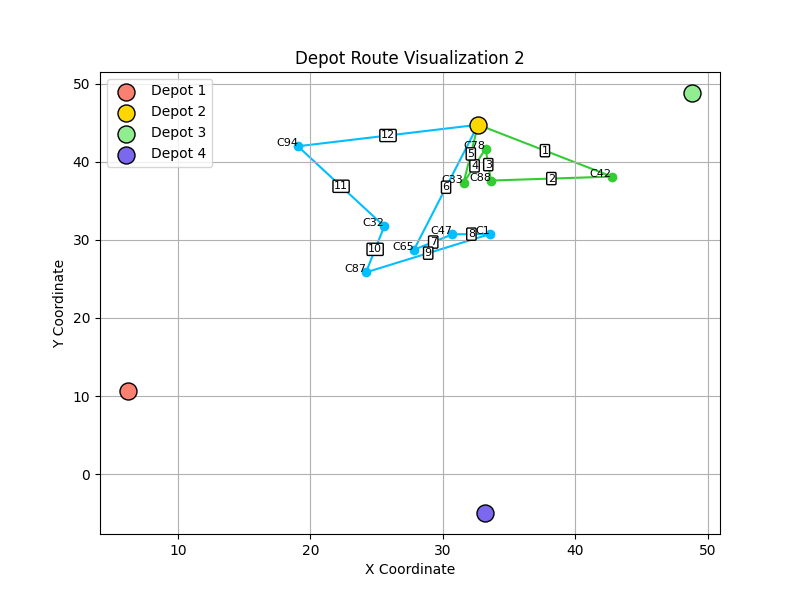 Depot Route Visualization 2
Depot 1
Depot 2
Depot 3
Depot 4
50
40
30
20
10
0
Y Coordinate
10
20
30
40
50
X Coordinate
C94
12
C78
5
1
4
3
C33
C88
2
C42
11
6
C32
C47
8
C1
C65
7
10
9
C87